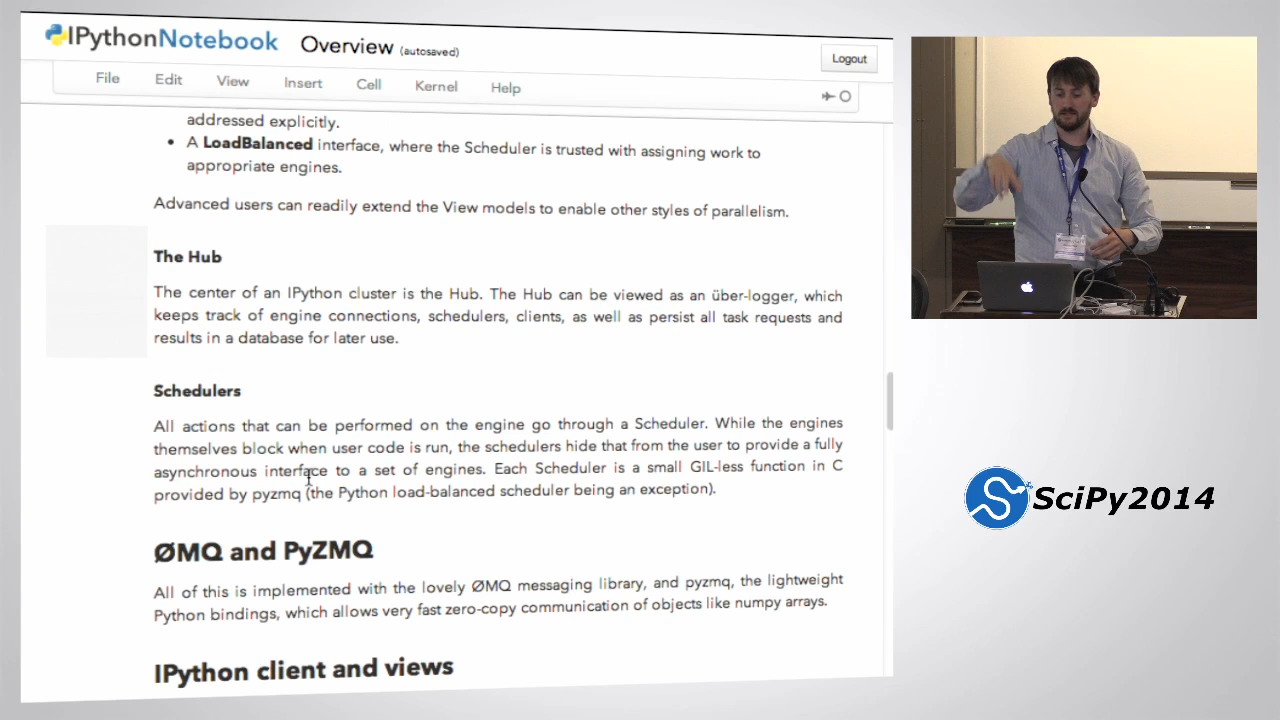 IPythonNotebook Overview (autosaved) Logout
File Edit View Insert Cell Kernel Help
addressed explicitly.
• A LoadBalanced interface, where the Scheduler is trusted with assigning work to
appropriate engines.
Advanced users can readily extend the View models to enable other styles of parallelism.
The Hub
The center of an IPython cluster is the Hub. The Hub can be viewed as an über-logger, which
keeps track of engine connections, schedulers, clients, as well as persist all task requests and
results in a database for later use.
Schedulers
All actions that can be performed on the engine go through a Scheduler. While the engines
themselves block when user code is run, the schedulers hide that from the user to provide a fully
asynchronous interface to a set of engines. Each Scheduler is a small GIL-less function in C
provided by pyzmq (the Python load-balanced scheduler being an exception).
ØMQ and PyZMQ
All of this is implemented with the lovely ØMQ messaging library, and pyzmq, the lightweight
Python bindings, which allows very fast zero-copy communication of objects like numpy arrays.
IPython client and views
SciPy2014